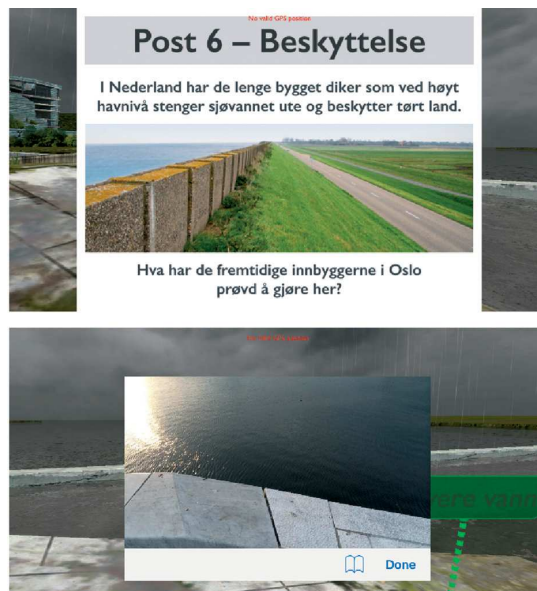 No valid GPS position
Post 6 – Beskyttelse
I Nederland har de lenge bygget diker som ved høyt
havnivå stenger sjøvannet ute og beskytter tørt land.
Hva har de fremtidige innbyggerne i Oslo
prøvd å gjøre her?
vann
Done